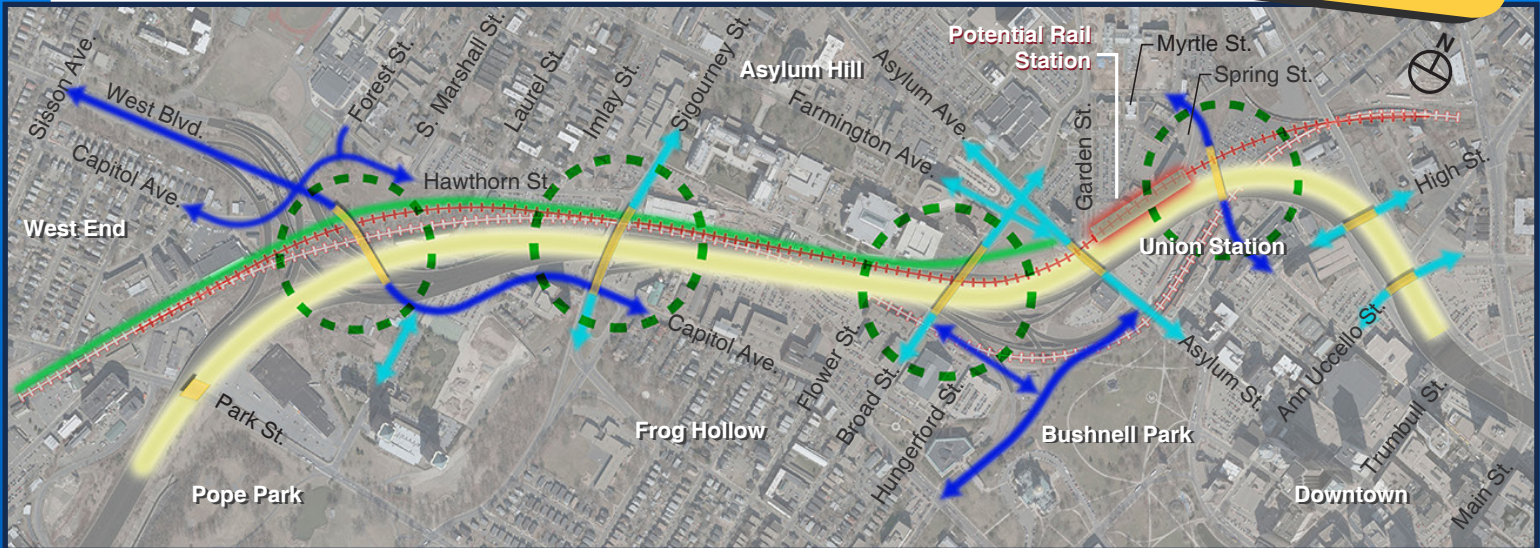 Potential Rail
Station
Myrtle St.
Spring St.
N
Sisson Ave.
West Blvd.
Capitol Ave.
Forest St.
S. Marshall St.
Laurel St.
Imlay St.
Sigourney St.
Asylum Hill
Asylum Ave.
Farmington Ave.
Garden St.
High St.
Hawthorn St.
West End
Union Station
Capitol Ave.
Flower St.
Broad St.
Hungerford St.
Asylum St.
Ann Uccello St.
Trumbull St.
Main St.
Park St.
Frog Hollow
Bushnell Park
Pope Park
Downtown